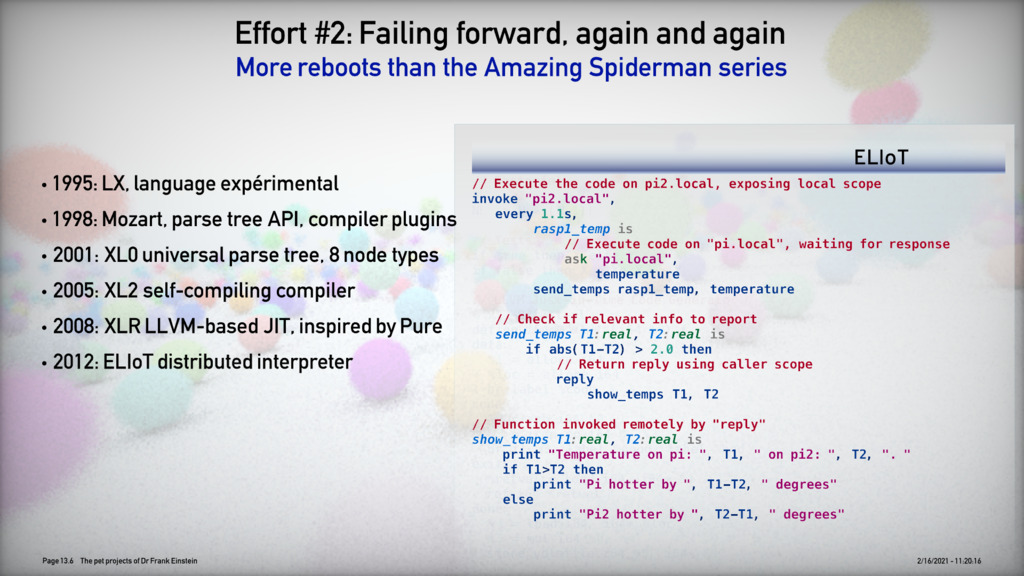 Effort #2: Failing forward, again and again
More reboots than the Amazing Spiderman series
• 1995: LX, language expérimental
• 1998: Mozart, parse tree API, compiler plugins
• 2001: XL0 universal parse tree, 8 node types
• 2005: XL2 self-compiling compiler
• 2008: XLR LLVM-based JIT, inspired by Pure
• 2012: ELIoT distributed interpreter
ELIoT
// Execute the code on pi2.local, exposing local scope
invoke "pi2.local",
every 1.1s,
rasp1_temp is
// Execute code on "pi.local", waiting for response
ask "pi.local",
temperature
send_temps rasp1_temp, temperature
// Check if relevant info to report
send_temps T1:real, T2:real is
if abs(T1-T2) > 2.0 then
// Return reply using caller scope
reply
show_temps T1, T2
// Function invoked remotely by "reply"
show_temps T1:real, T2:real is
print "Temperature on pi: ", T1, " on pi2: ", T2, ". "
if T1>T2 then
print "Pi hotter by ", T1-T2, " degrees"
else
print "Pi2 hotter by ", T2-T1, " degrees"
Page 13.6 The pet projects of Dr Frank Einstein
2/16/2021 - 11:20:16